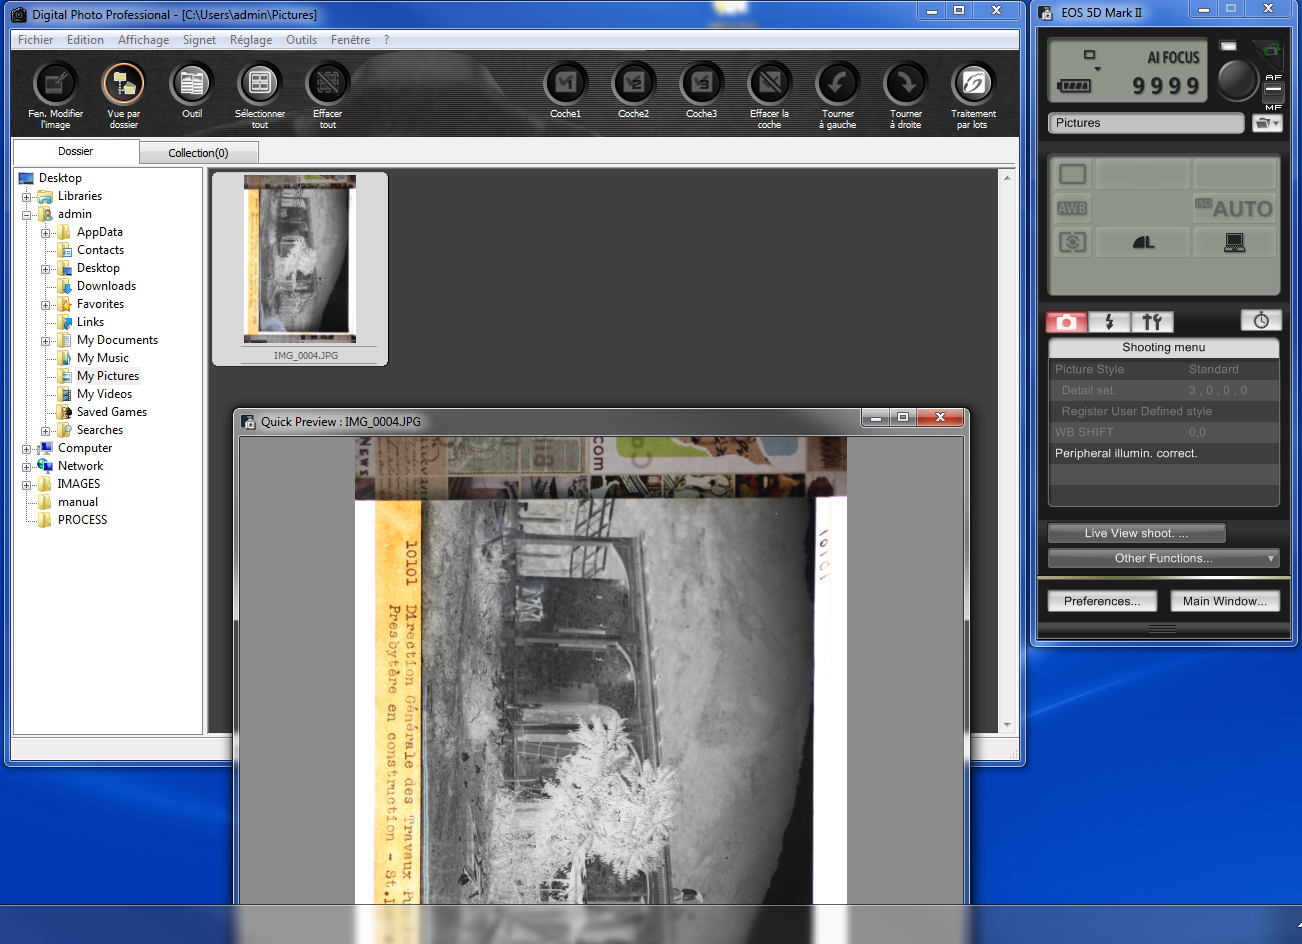 Digital Photo Professional - [C:\Users\admin\Pictures]
Fichier Edition Affichage Signet Réglage Outils Fenêtre ?
Fen. Modifier
l'image
Vue par
dossier
Outil
Sélectionner
tout
Effacer
tout
Coche1
Coche2
Coche3
Effacer la
coche
Tourner
à gauche
Tourner
à droite
Traitement
par lots
Dossier
Collection(0)
Desktop
Libraries
admin
AppData
Contacts
Desktop
Downloads
Favorites
Links
My Documents
My Music
My Pictures
My Videos
Saved Games
Searches
Computer
Network
IMAGES
manual
PROCESS
IMG_0004.JPG
Quick Preview : IMG_0004.JPG
NEWS
.com
10101
10101 Direction Générale des Travaux
Presbytère en construction - St.
EOS 5D Mark II
AI FOCUS
9999
AF
MF
Pictures
AWB
ISO AUTO
L
Shooting menu
Picture Style Standard
Detail set. 3 , 0 , 0 , 0
Register User Defined style
WB SHIFT 0,0
Peripheral illumin. correct.
Live View shoot. ...
Other Functions...
Preferences...
Main Window...